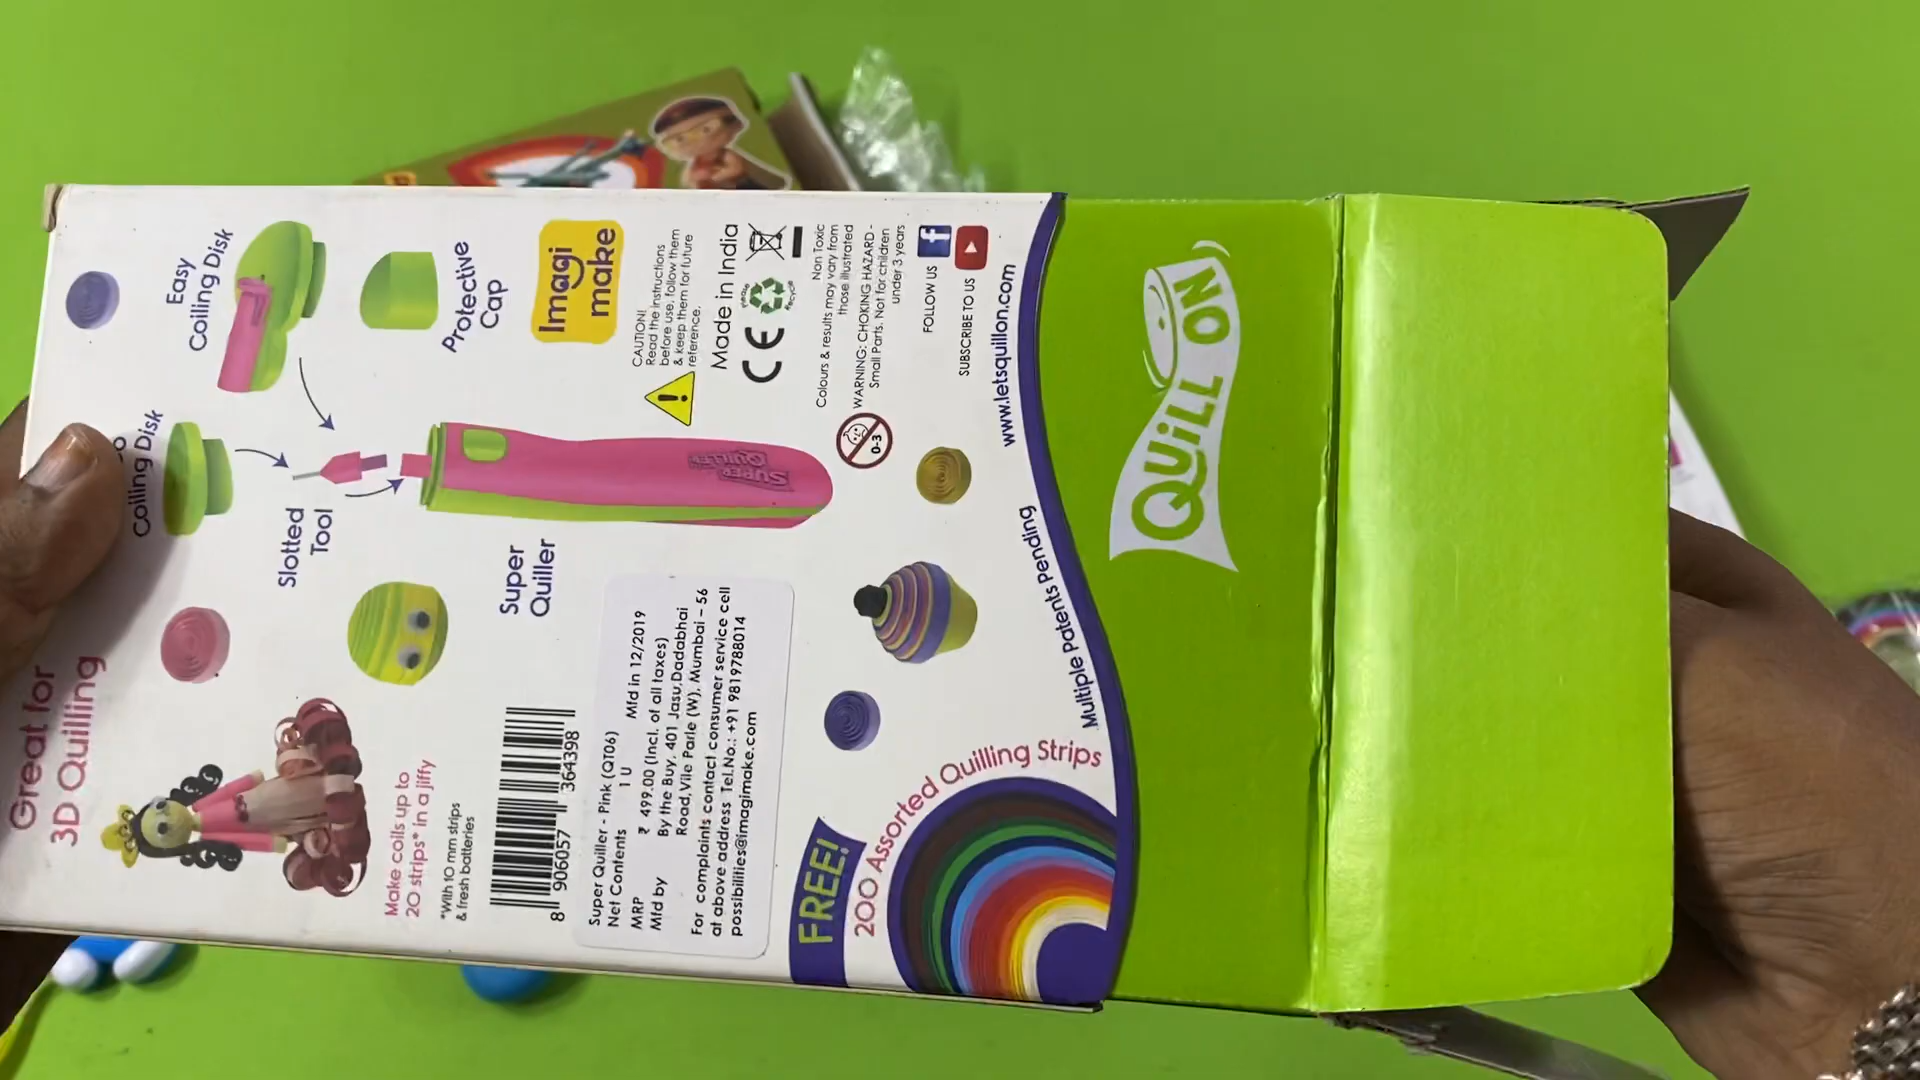 Great for
3D Quilling
Coiling Disk
Easy
Coiling Disk
Slotted
Tool
Protective
Cap
Super
Quiller
SUPER
QUILLER
Make coils up to
20 strips* in a jiffy
*With 10 mm strips
& fresh batteries
8 906057 364398
Imagi
make
CAUTION!
Read the instructions
before use, follow them
& keep them for future
reference.
Made in India
CE
Please
Recycle
Non Toxic
Colours & results may vary from
those illustrated
0-3
WARNING: CHOKING HAZARD -
Small Parts. Not for children
under 3 years
FOLLOW US
SUBSCRIBE TO US
Super Quiller - Pink (QT06)
Net Contents 1 U Mfd in 12/2019
MRP ₹ 499.00 (Incl. of all taxes)
Mfd by By the Buy, 401 Jasu,Dadabhai
Road,Vile Parle (W), Mumbai – 56
For complaints contact consumer service cell
at above address Tel.No.: +91 9819788014
possibilities@imagimake.com
FREE!
200 Assorted Quilling Strips
www.letsquillon.com
Multiple Patents Pending
QUiLL ON